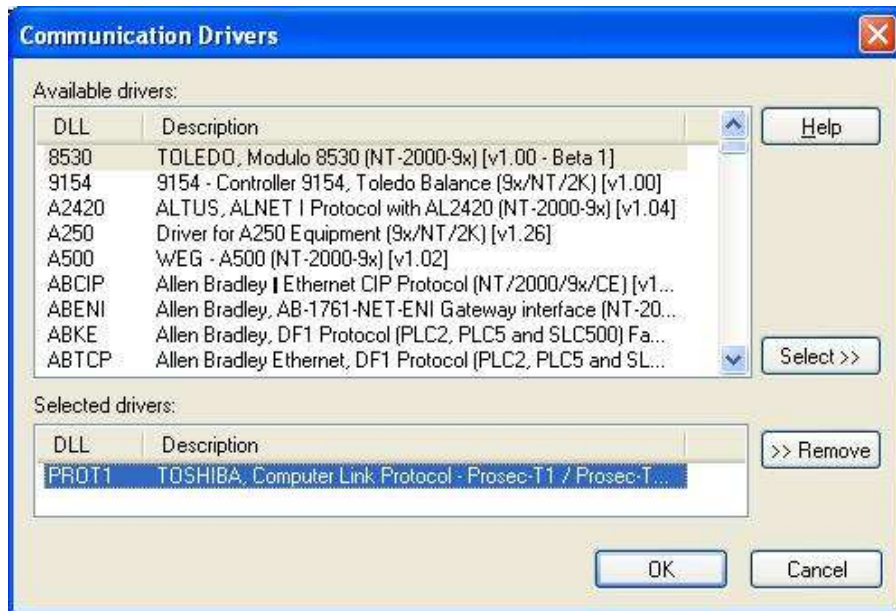 Communication Drivers
Available drivers:
DLL Description
8530 TOLEDO, Modulo 8530 (NT-2000-9x) [v1.00 - Beta 1]
9154 9154 - Controller 9154, Toledo Balance (9x/NT/2K) [v1.00]
A2420 ALTUS, ALNET I Protocol with AL2420 (NT-2000-9x) [v1.04]
A250 Driver for A250 Equipment (9x/NT/2K) [v1.26]
A500 WEG - A500 (NT-2000-9x) [v1.02]
ABCIP Allen Bradley | Ethernet CIP Protocol (NT/2000/9x/CE) [v1...
ABENI Allen Bradley, AB-1761-NET-ENI Gateway interface (NT-20...
ABKE Allen Bradley, DF1 Protocol (PLC2, PLC5 and SLC500) Fa...
ABTCP Allen Bradley Ethernet, DF1 Protocol (PLC2, PLC5 and SL...
Help
Select >>
Selected drivers:
DLL Description
PROT1 TOSHIBA, Computer Link Protocol - Prosec-T1 / Prosec-T...
>> Remove
OK Cancel